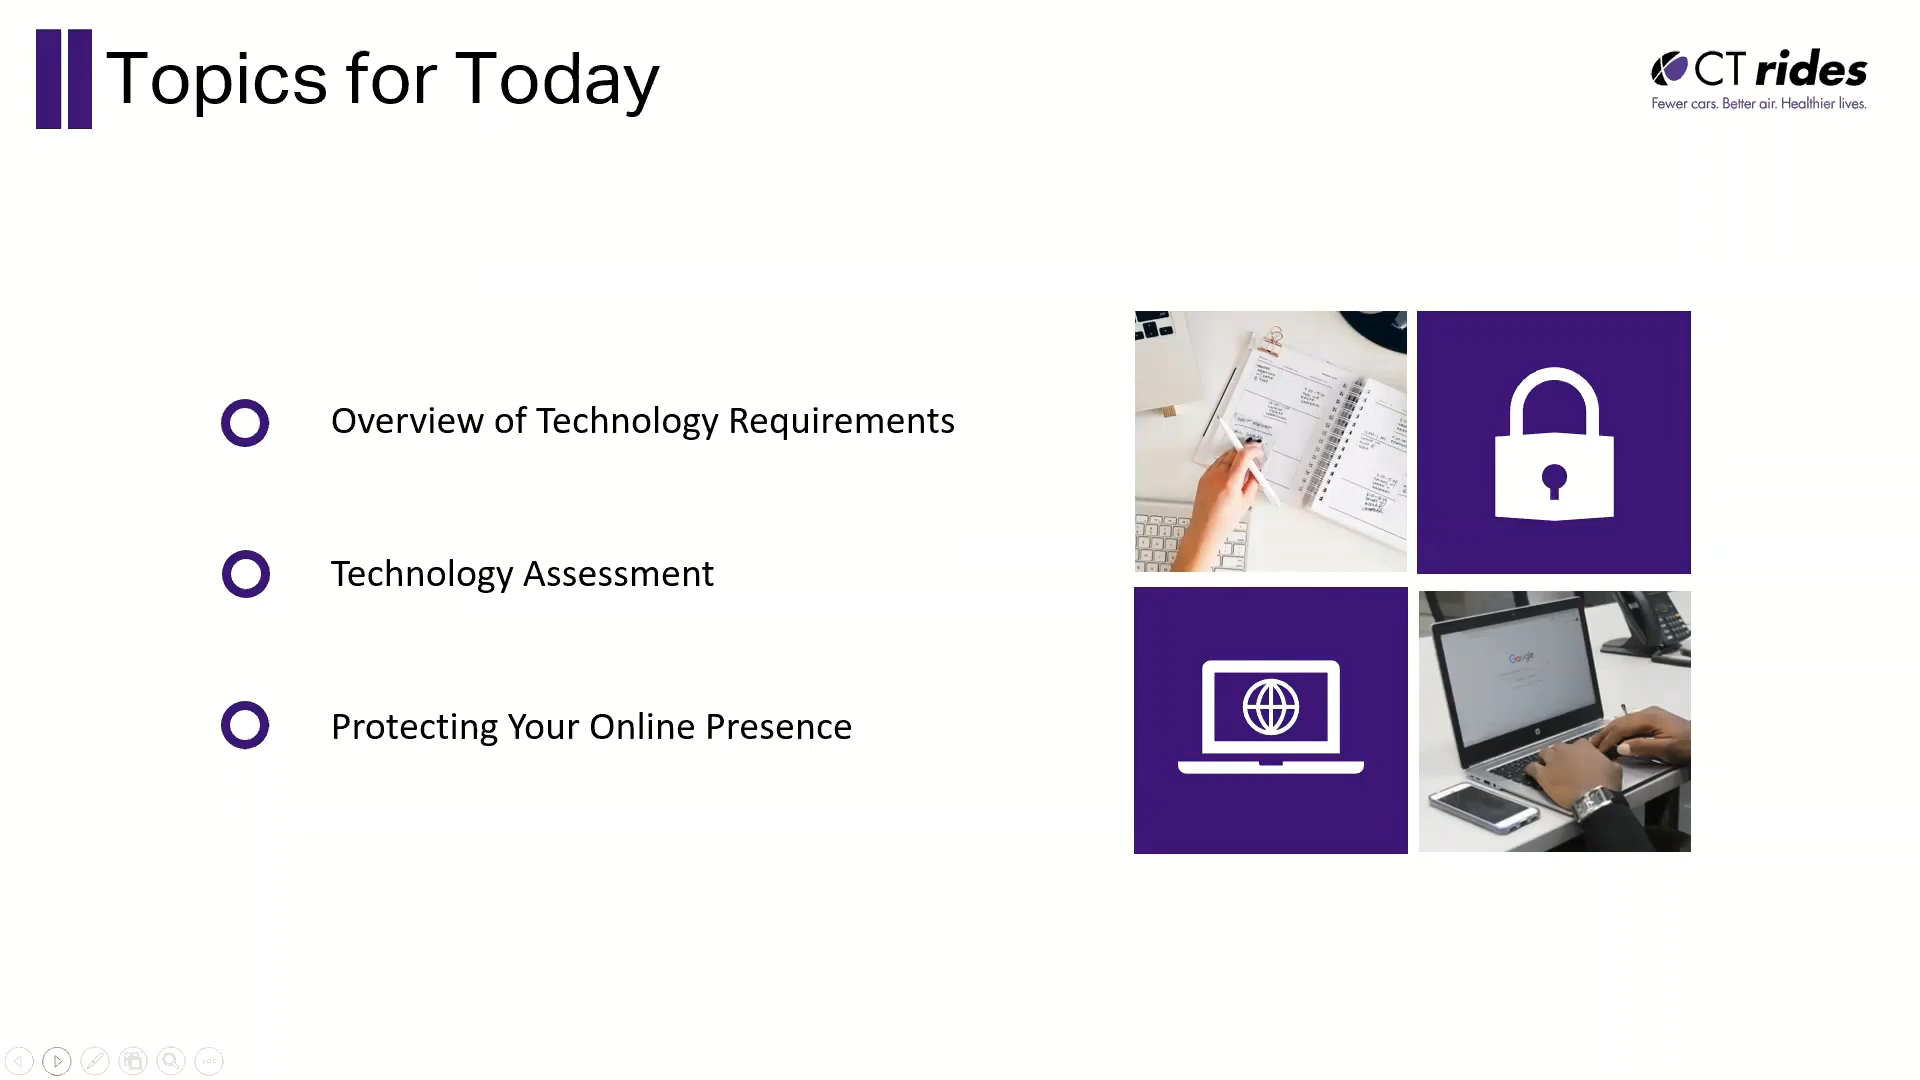 Topics for Today
CT rides
Fewer cars. Better air. Healthier lives.
Overview of Technology Requirements
Technology Assessment
Protecting Your Online Presence
Google